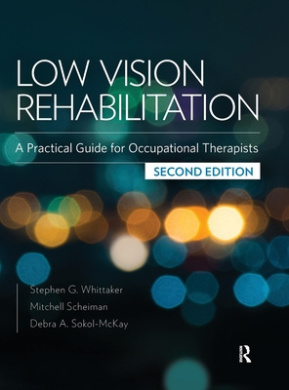 LOW VISION
REHABILITATION
A Practical Guide for Occupational Therapists
SECOND EDITION
Stephen G. Whittaker
Mitchell Scheiman
Debra A. Sokol-McKay
R